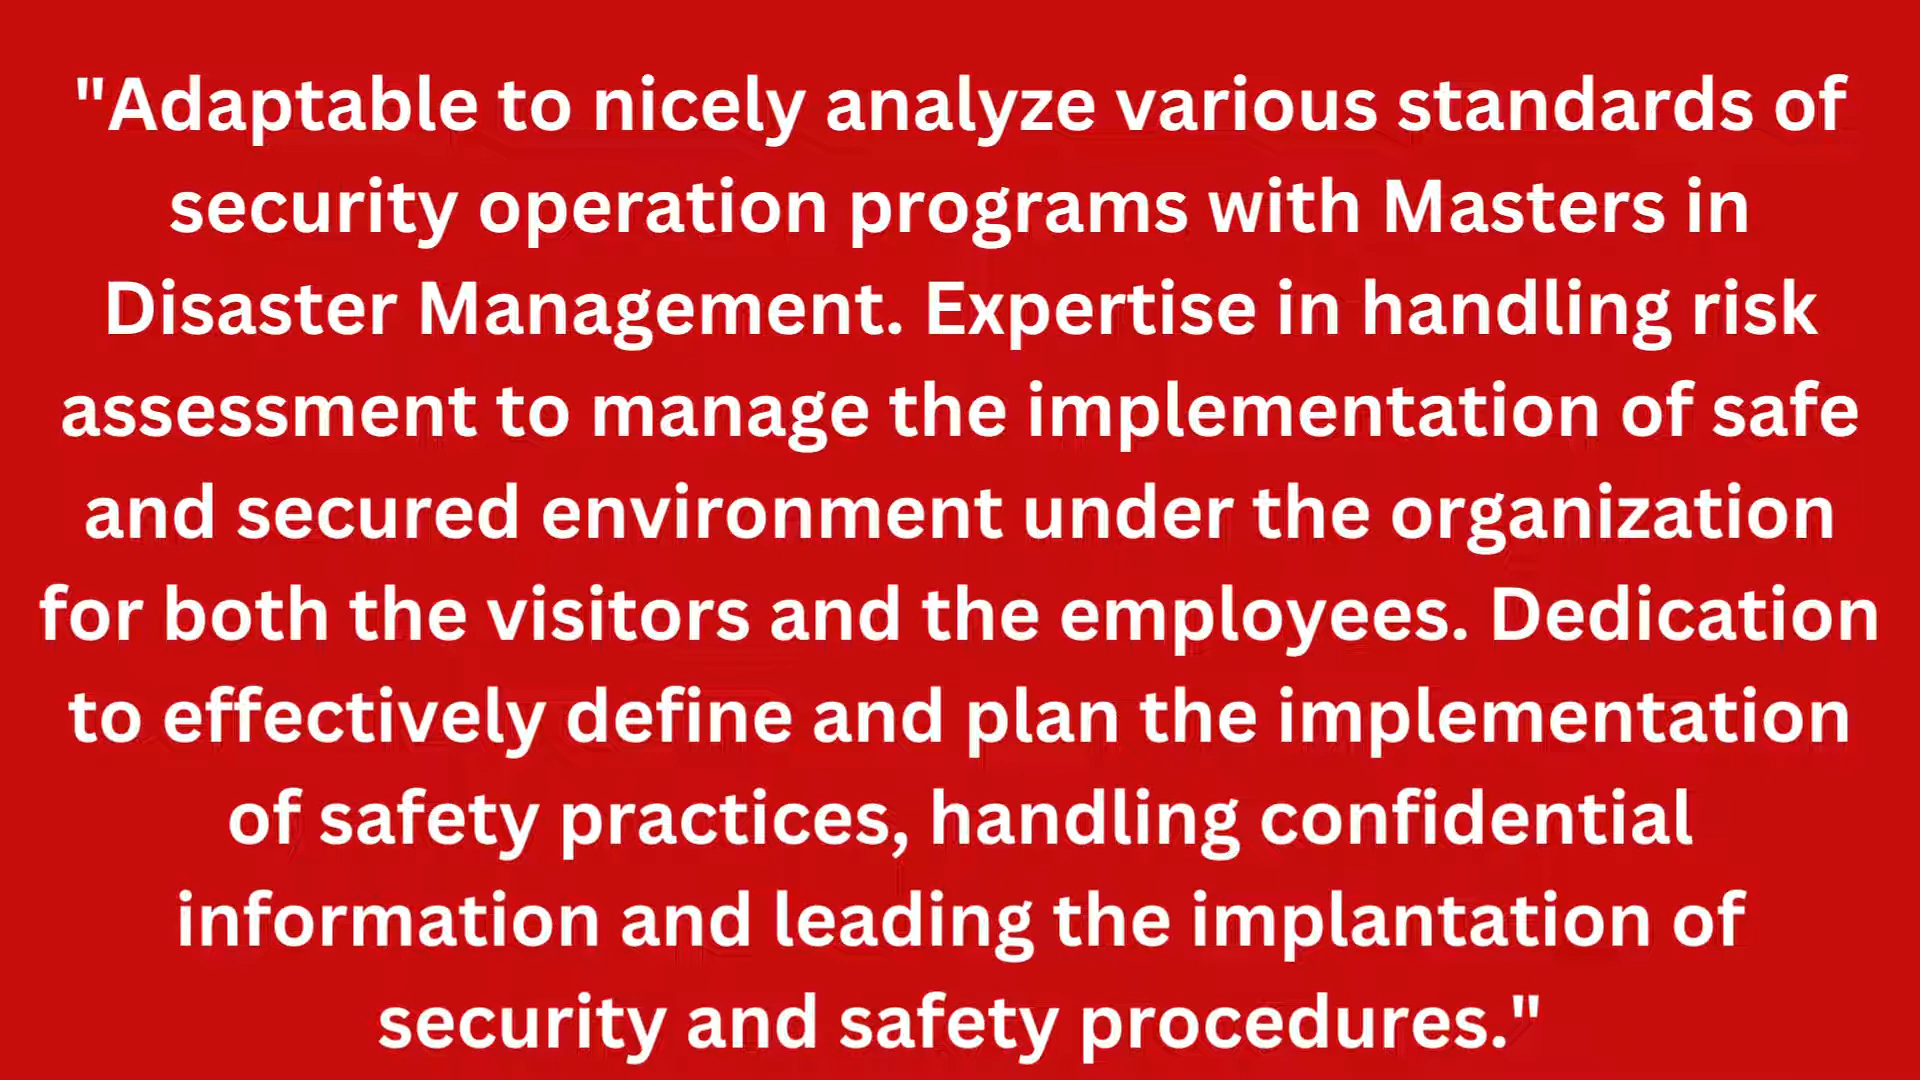 "Adaptable to nicely analyze various standards of
security operation programs with Masters in
Disaster Management. Expertise in handling risk
assessment to manage the implementation of safe
and secured environment under the organization
for both the visitors and the employees. Dedication
to effectively define and plan the implementation
of safety practices, handling confidential
information and leading the implantation of
security and safety procedures."